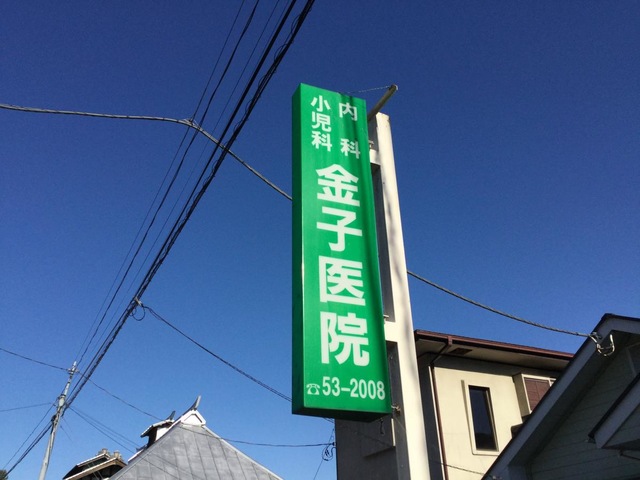 内科
小児科
金子医院
☎53-2008